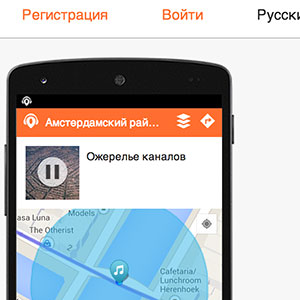 Регистрация Войти Русски
Амстердамский рай...
Ожерелье каналов
asa Luna
Models
The Otherist
Cafetaria/
Lunchroom
Herenhoek